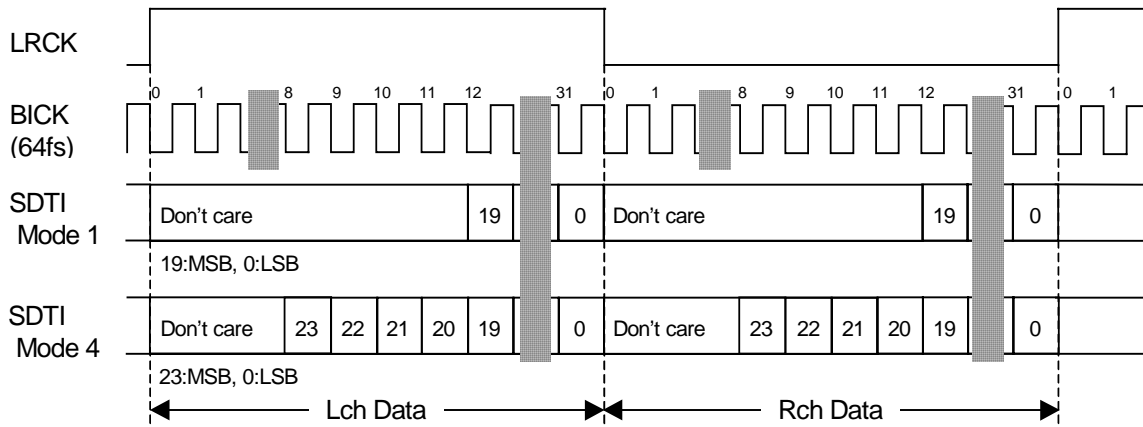 LRCK
0 1 8 9 10 11 12 31 0 1 8 9 10 11 12 31 0 1
BICK
(64fs)
SDTI
Mode 1
Don't care 19 0 Don't care 19 0
19:MSB, 0:LSB
SDTI
Mode 4
Don't care 23 22 21 20 19 0 Don't care 23 22 21 20 19 0
23:MSB, 0:LSB
Lch Data Rch Data